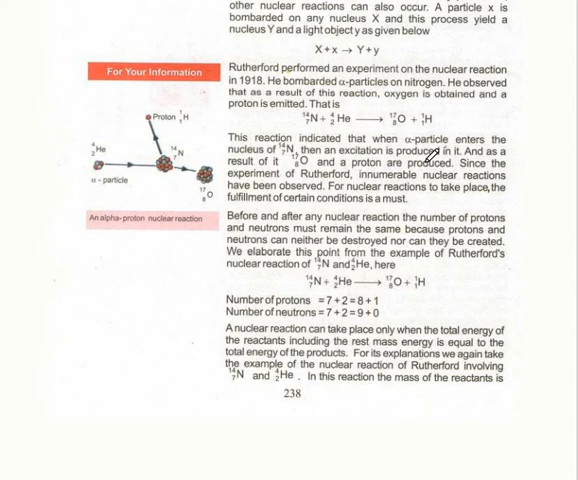 other nuclear reactions can also occur. A particle x is
bombarded on any nucleus X and this process yield a
nucleus Y and a light object y as given below
X + x → Y + y
For Your Information
Proton ¹₁H
⁴₂He
¹⁴₇N
α - particle
¹⁷₈O
An alpha-proton nuclear reaction
Rutherford performed an experiment on the nuclear reaction
in 1918. He bombarded α-particles on nitrogen. He observed
that as a result of this reaction, oxygen is obtained and a
proton is emitted. That is
¹⁴₇N + ⁴₂He ⟶ ¹⁷₈O + ¹₁H
This reaction indicated that when α-particle enters the
nucleus of ¹⁴₇N, then an excitation is produced in it. And as a
result of it ¹⁷₈O and a proton are produced. Since the
experiment of Rutherford, innumerable nuclear reactions
have been observed. For nuclear reactions to take place, the
fulfillment of certain conditions is a must.
Before and after any nuclear reaction the number of protons
and neutrons must remain the same because protons and
neutrons can neither be destroyed nor can they be created.
We elaborate this point from the example of Rutherford's
nuclear reaction of ¹⁴₇N and ⁴₂He, here
¹⁴₇N + ⁴₂He ⟶ ¹⁷₈O + ¹₁H
Number of protons = 7 + 2 = 8 + 1
Number of neutrons = 7 + 2 = 9 + 0
A nuclear reaction can take place only when the total energy of
the reactants including the rest mass energy is equal to the
total energy of the products. For its explanations we again take
the example of the nuclear reaction of Rutherford involving
¹⁴₇N and ⁴₂He . In this reaction the mass of the reactants is
238